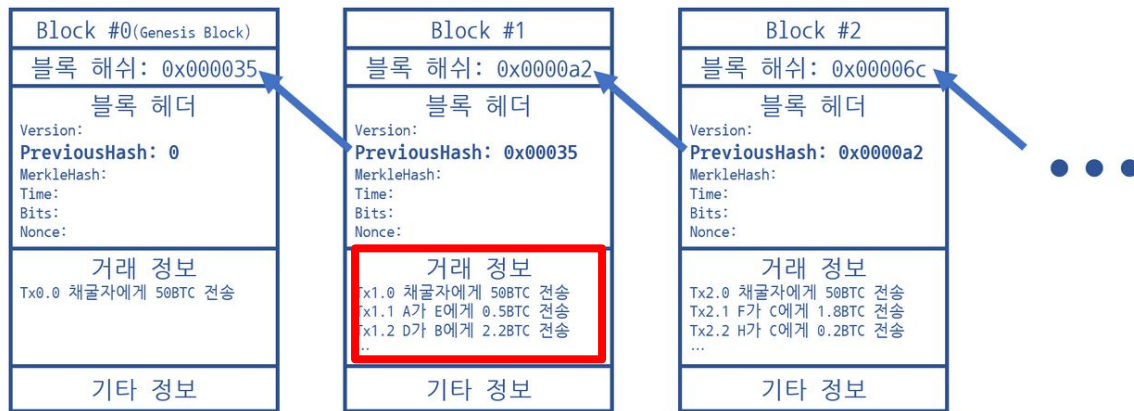 Block #0(Genesis Block)
블록 해쉬: 0x000035
블록 헤더
Version:
PreviousHash: 0
MerkleHash:
Time:
Bits:
Nonce:
거래 정보
Tx0.0 채굴자에게 50BTC 전송
기타 정보
Block #1
블록 해쉬: 0x0000a2
블록 헤더
Version:
PreviousHash: 0x00035
MerkleHash:
Time:
Bits:
Nonce:
거래 정보
Tx1.0 채굴자에게 50BTC 전송
Tx1.1 A가 E에게 0.5BTC 전송
Tx1.2 D가 B에게 2.2BTC 전송
…
기타 정보
Block #2
블록 해쉬: 0x00006c
블록 헤더
Version:
PreviousHash: 0x0000a2
MerkleHash:
Time:
Bits:
Nonce:
거래 정보
Tx2.0 채굴자에게 50BTC 전송
Tx2.1 F가 C에게 1.8BTC 전송
Tx2.2 H가 C에게 0.2BTC 전송
…
기타 정보